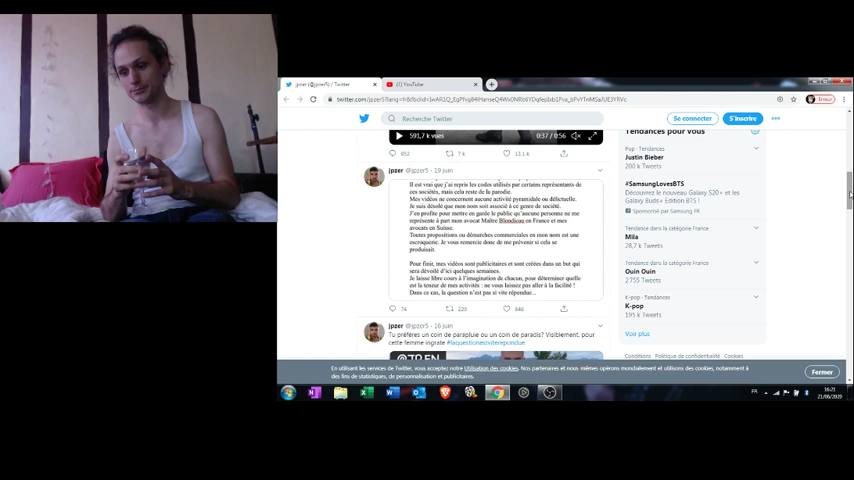 jpzer (@jpzer5) / Twitter
(1) YouTube
Recherche Twitter
Se connecter
S'inscrire
591,7 k vues
0:37 / 0:56
652
7 k
13,1 k
jpzer @jpzer5 · 19 juin
Il est vrai que j'ai repris les codes utilisés par certains représentants de
ces sociétés, mais cela reste de la parodie.
Mes vidéos ne concernent aucune activité pyramidale ou délictuelle.
Je suis désolé que mon nom soit associé à ce genre de société.
J'en profite pour mettre en garde le public qu'aucune personne ne me
représente à part mon avocat Maître Blondieau en France et mes
avocats en Suisse.
Toutes propositions ou démarches commerciales en mon nom est une
escroquerie. Je vous remercie donc de me prévenir si cela se
produisait.
Pour finir, mes vidéos sont publicitaires et sont créées dans un but qui
sera dévoilé d'ici quelques semaines.
Je laisse libre cours à l'imagination de chacun, pour déterminer quelle
est la teneur de mes activités : ne vous laissez pas aller à la facilité !
Dans ce cas, la question n'est pas si vite répondue...
74
229
846
jpzer @jpzer5 · 16 juin
Tu préfères un coin de parapluie ou un coin de paradis? Visiblement, pour
cette femme ingrate #laquestionestviterepondue
Tendances pour vous
Pop · Tendances
Justin Bieber
200 k Tweets
#SamsungLovesBTS
Découvrez le nouveau Galaxy S20+ et les
Galaxy Buds+ Edition BTS !
Sponsorisé par Samsung FR
Tendance dans la catégorie France
Mila
28,7 k Tweets
Tendance dans la catégorie France
Ouin Ouin
2 755 Tweets
K-pop · Tendances
K-pop
195 k Tweets
Voir plus
Conditions Politique de confidentialité Cookies
En utilisant les services de Twitter, vous acceptez notre Utilisation des cookies. Nos partenaires et nous-mêmes opérons mondialement et utilisons des cookies, notamment à
des fins de statistiques, de personnalisation et publicitaires.
Fermer
FR
16:21
21/06/2020